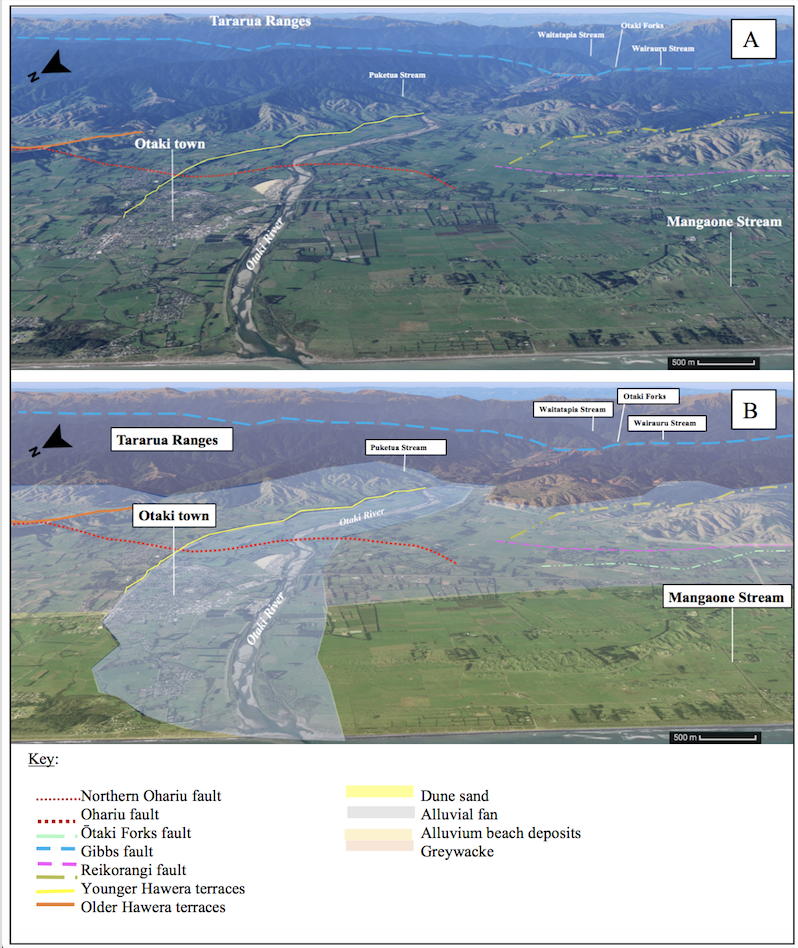 Tararua Ranges
A
Otaki Forks
Waitatapia Stream
Wairauru Stream
N
Puketua Stream
Otaki town
Otaki River
Mangaone Stream
500 m
B
Otaki Forks
Waitatapia Stream
Wairauru Stream
N
Tararua Ranges
Puketua Stream
Otaki town
Otaki River
Otaki River
Mangaone Stream
500 m
Key:
Northern Ohariu fault
Ohariu fault
Ōtaki Forks fault
Gibbs fault
Reikorangi fault
Younger Hawera terraces
Older Hawera terraces
Dune sand
Alluvial fan
Alluvium beach deposits
Greywacke